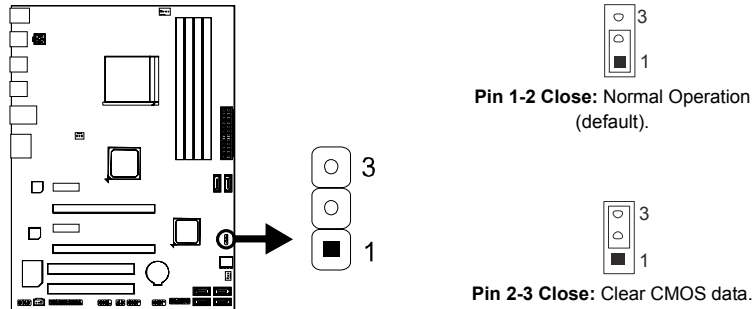 3
1
3
1
Pin 1-2 Close: Normal Operation
(default).
3
1
Pin 2-3 Close: Clear CMOS data.